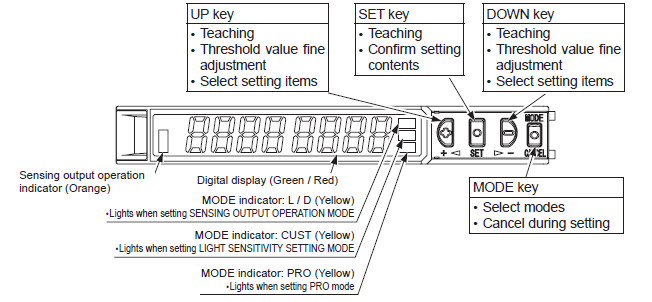 UP key
• Teaching
• Threshold value fine
adjustment
• Select setting items
SET key
• Teaching
• Confirm setting
contents
DOWN key
• Teaching
• Threshold value fine
adjustment
• Select setting items
MODE
+ ◁ SET ▷ −
CANCEL
Sensing output operation
indicator (Orange)
Digital display (Green / Red)
MODE indicator: L / D (Yellow)
•Lights when setting SENSING OUTPUT OPERATION MODE
MODE indicator: CUST (Yellow)
•Lights when setting LIGHT SENSITIVITY SETTING MODE
MODE indicator: PRO (Yellow)
•Lights when setting PRO mode
MODE key
• Select modes
• Cancel during setting